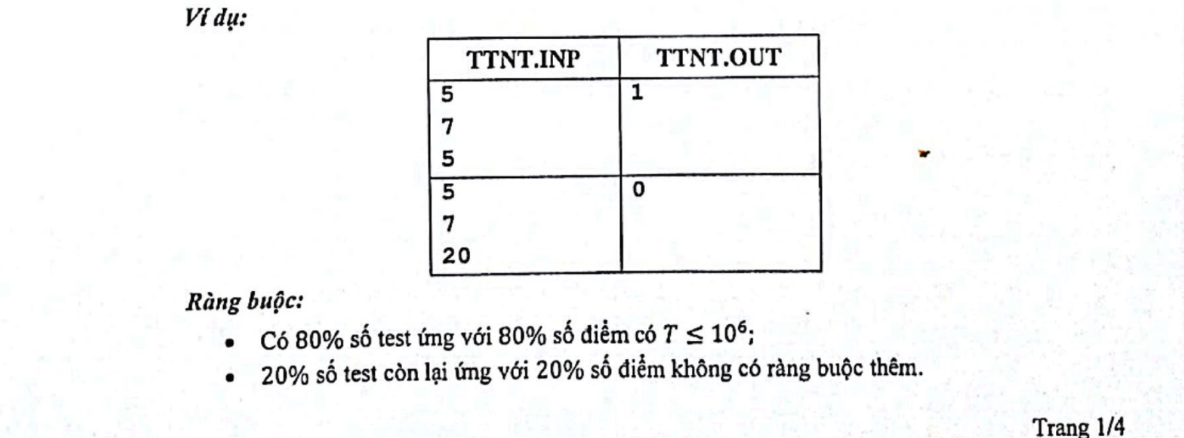 Ví dụ:
TTNT.INP TTNT.OUT
5 1
7
5
5 0
7
20
Ràng buộc:
• Có 80% số test ứng với 80% số điểm có T ≤ 10⁶;
• 20% số test còn lại ứng với 20% số điểm không có ràng buộc thêm.
Trang 1/4